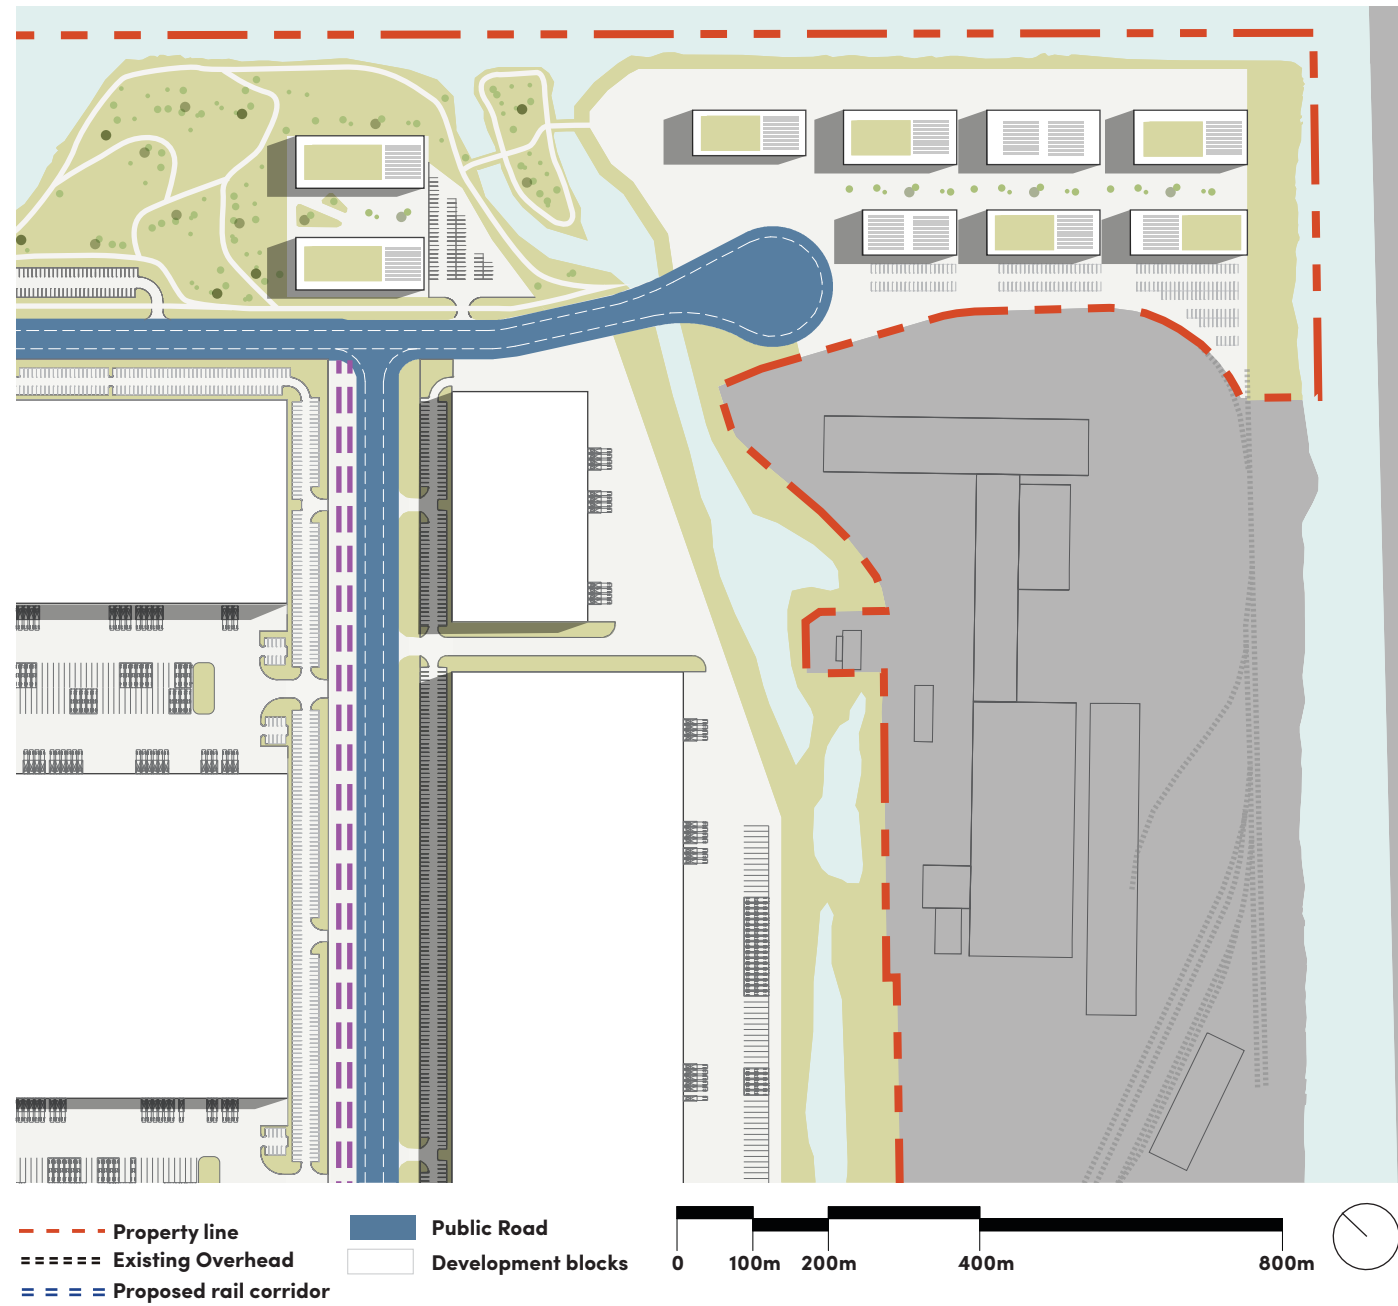 Property line
Existing Overhead
Proposed rail corridor
Public Road
Development blocks
0 100m 200m 400m 800m